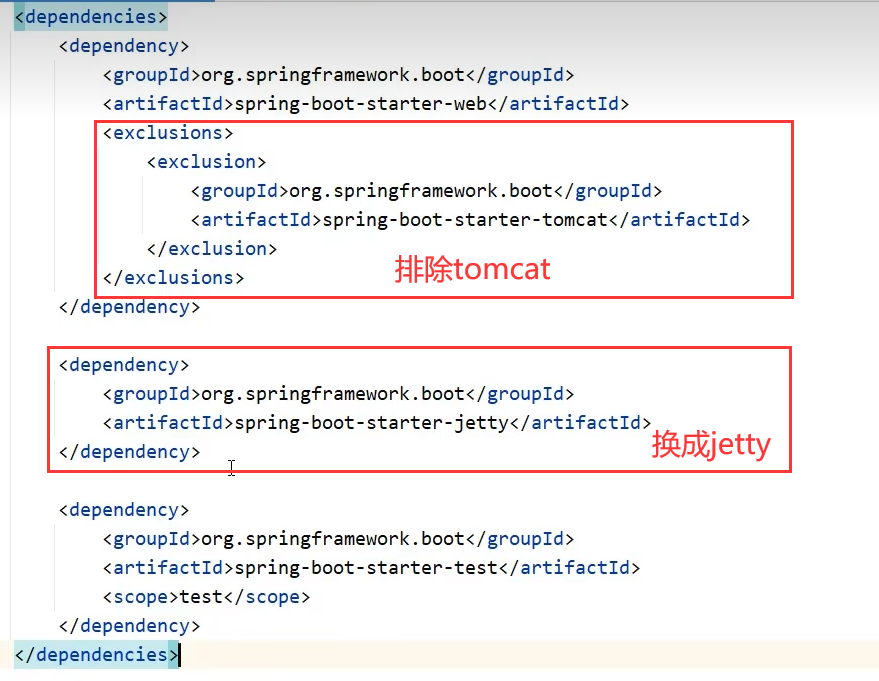 <dependencies>
<dependency>
<groupId>org.springframework.boot</groupId>
<artifactId>spring-boot-starter-web</artifactId>
<exclusions>
<exclusion>
<groupId>org.springframework.boot</groupId>
<artifactId>spring-boot-starter-tomcat</artifactId>
</exclusion>
排除tomcat
</exclusions>
</dependency>
<dependency>
<groupId>org.springframework.boot</groupId>
<artifactId>spring-boot-starter-jetty</artifactId>
换成jetty
</dependency>
<dependency>
<groupId>org.springframework.boot</groupId>
<artifactId>spring-boot-starter-test</artifactId>
<scope>test</scope>
</dependency>
</dependencies>